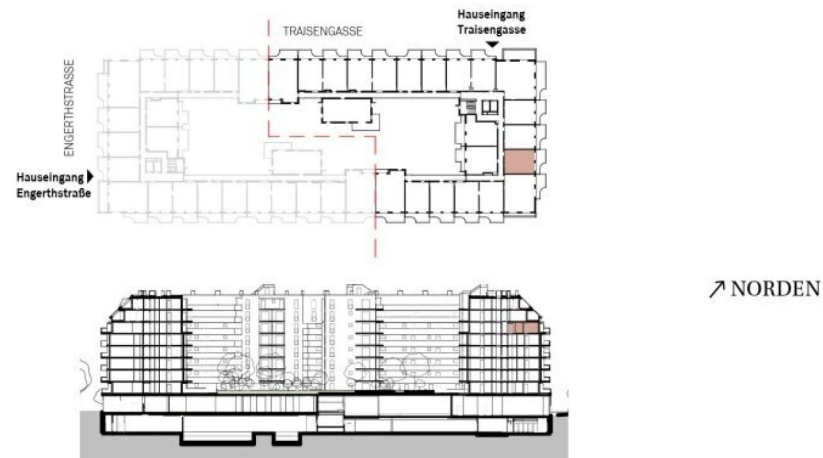 Hauseingang
Traisengasse
TRAISENGASSE
ENGERTHSTRASSE
Hauseingang
Engerthstraße
↗ NORDEN